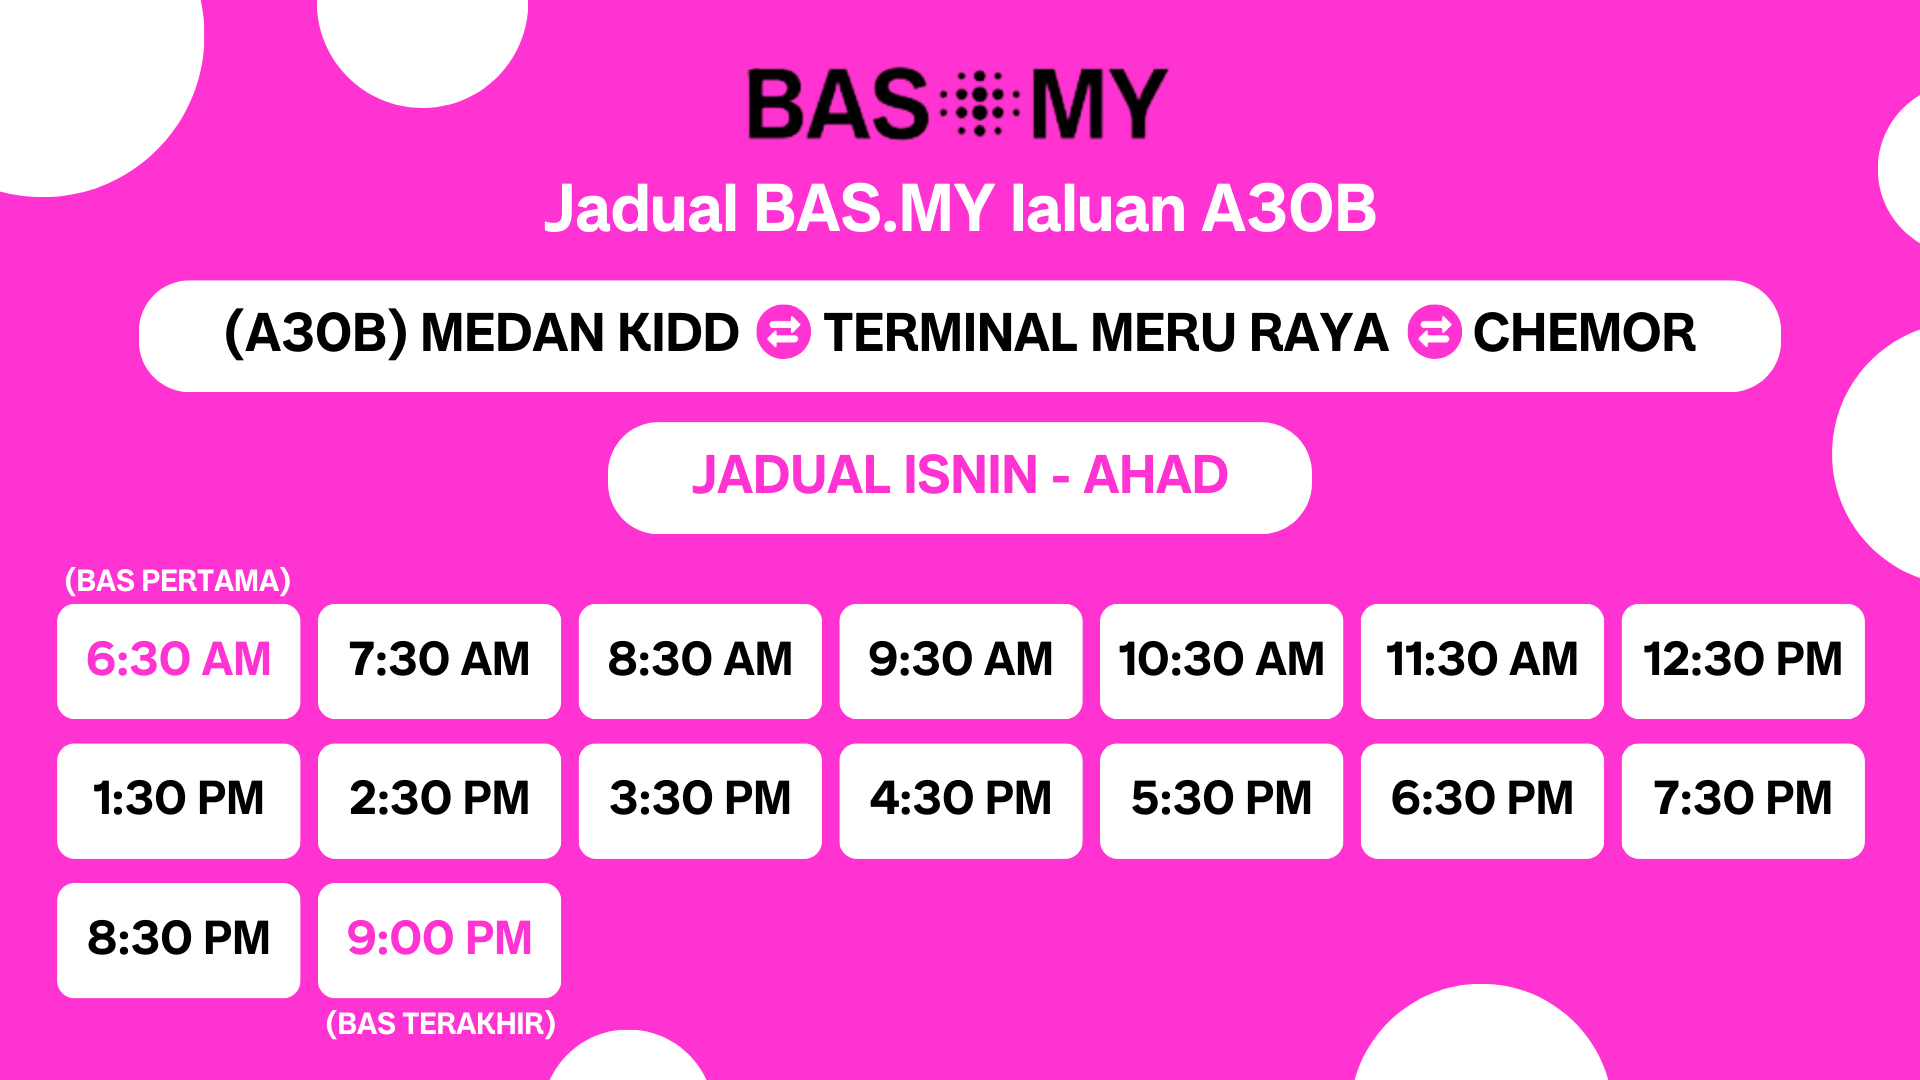 BAS MY
Jadual BAS.MY laluan A30B
(A30B) MEDAN KIDD TERMINAL MERU RAYA CHEMOR
JADUAL ISNIN - AHAD
(BAS PERTAMA)
6:30 AM 7:30 AM 8:30 AM 9:30 AM 10:30 AM 11:30 AM 12:30 PM
1:30 PM 2:30 PM 3:30 PM 4:30 PM 5:30 PM 6:30 PM 7:30 PM
8:30 PM 9:00 PM
(BAS TERAKHIR)